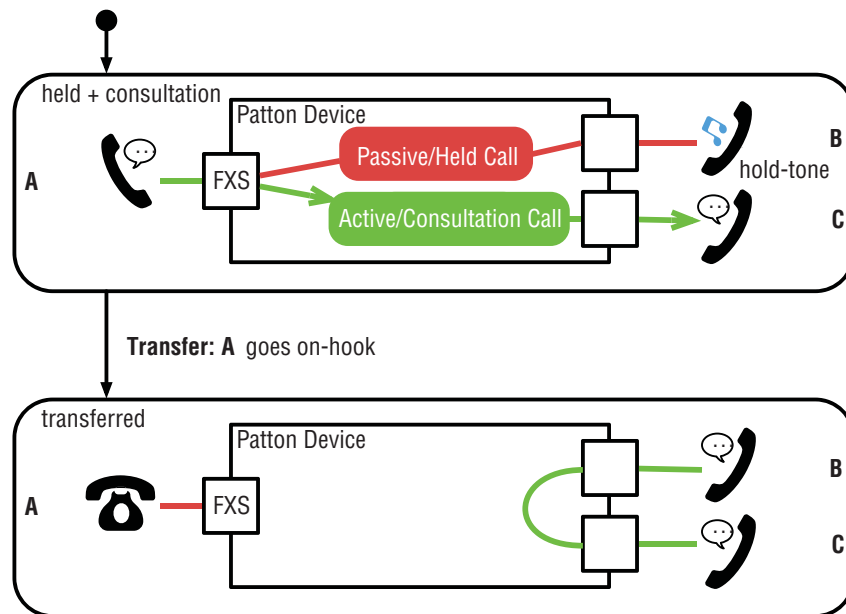 held + consultation
Patton Device
A
FXS
Passive/Held Call
Active/Consultation Call
B
hold-tone
C
Transfer: A goes on-hook
transferred
Patton Device
A
FXS
B
C